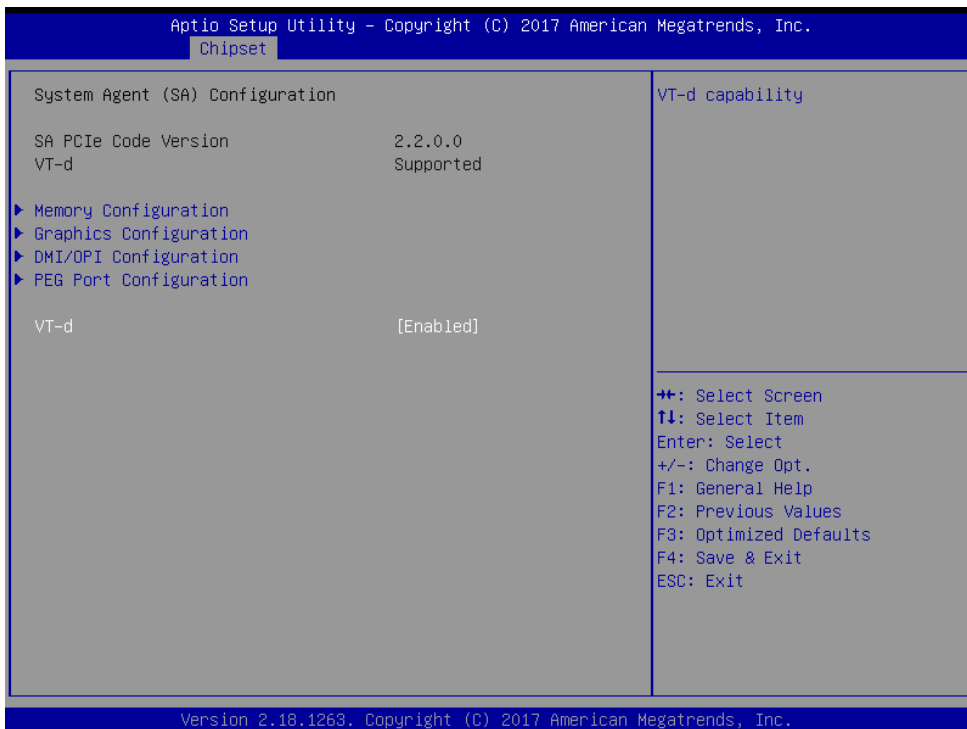 Aptio Setup Utility – Copyright (C) 2017 American Megatrends, Inc.
Chipset
System Agent (SA) Configuration
SA PCIe Code Version 2.2.0.0
VT-d Supported
▶ Memory Configuration
▶ Graphics Configuration
▶ DMI/OPI Configuration
▶ PEG Port Configuration
VT-d [Enabled]
VT-d capability
→←: Select Screen
↑↓: Select Item
Enter: Select
+/-: Change Opt.
F1: General Help
F2: Previous Values
F3: Optimized Defaults
F4: Save & Exit
ESC: Exit
Version 2.18.1263. Copyright (C) 2017 American Megatrends, Inc.